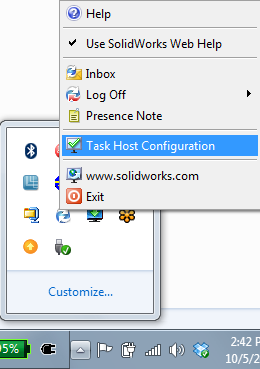 Help
Use SolidWorks Web Help
Inbox
Log Off
Presence Note
Task Host Configuration
www.solidworks.com
Exit
Customize...
95%
2:42 P
10/5/2